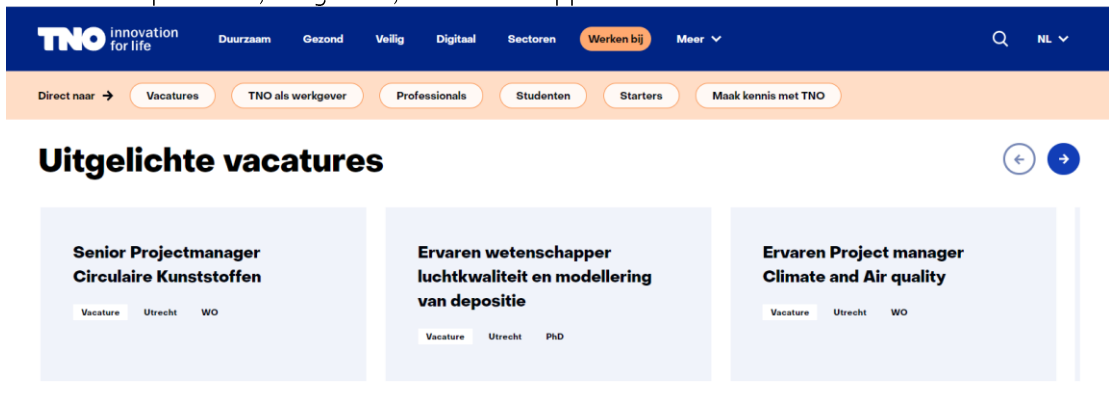 TNO innovation for life Duurzaam Gezond Veilig Digitaal Sectoren Werken bij Meer NL
Direct naar → Vacatures TNO als werkgever Professionals Studenten Starters Maak kennis met TNO
Uitgelichte vacatures
Senior Projectmanager
Circulaire Kunststoffen
Vacature Utrecht WO
Ervaren wetenschapper
luchtkwaliteit en modellering
van depositie
Vacature Utrecht PhD
Ervaren Project manager
Climate and Air quality
Vacature Utrecht WO